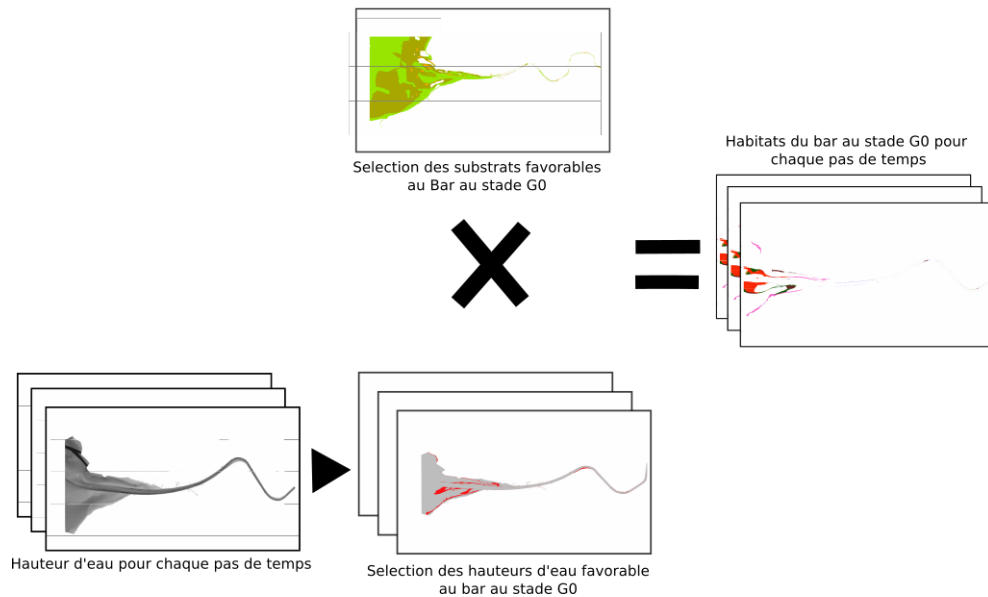 Selection des substrats favorables
au Bar au stade G0
Habitats du bar au stade G0 pour
chaque pas de temps
Hauteur d'eau pour chaque pas de temps
Selection des hauteurs d'eau favorable
au bar au stade G0